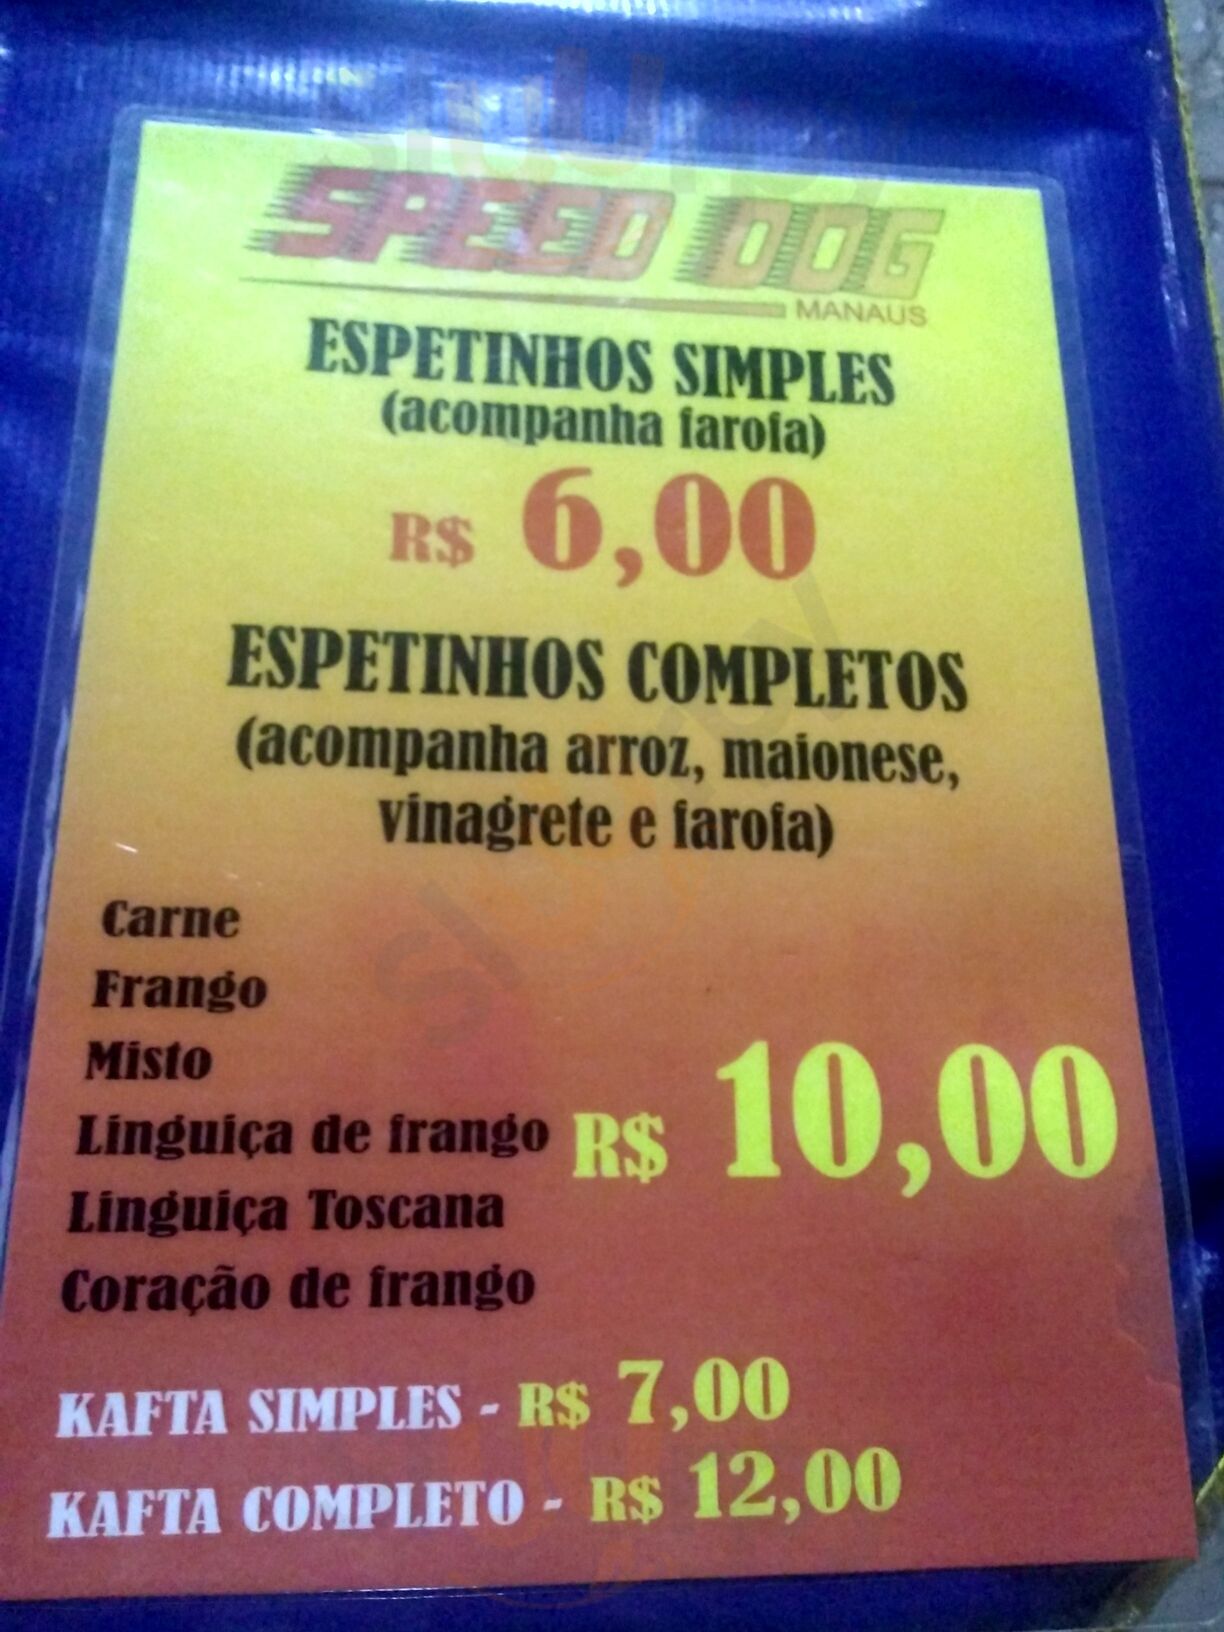 SPEED DOG
MANAUS
ESPETINHOS SIMPLES
(acompanha farofa)
R$ 6,00
ESPETINHOS COMPLETOS
(acompanha arroz, maionese,
vinagrete e farofa)
Carne
Frango
Misto
Linguiça de frango R$ 10,00
Linguiça Toscana
Coração de frango
KAFTA SIMPLES - R$ 7,00
KAFTA COMPLETO - R$ 12,00